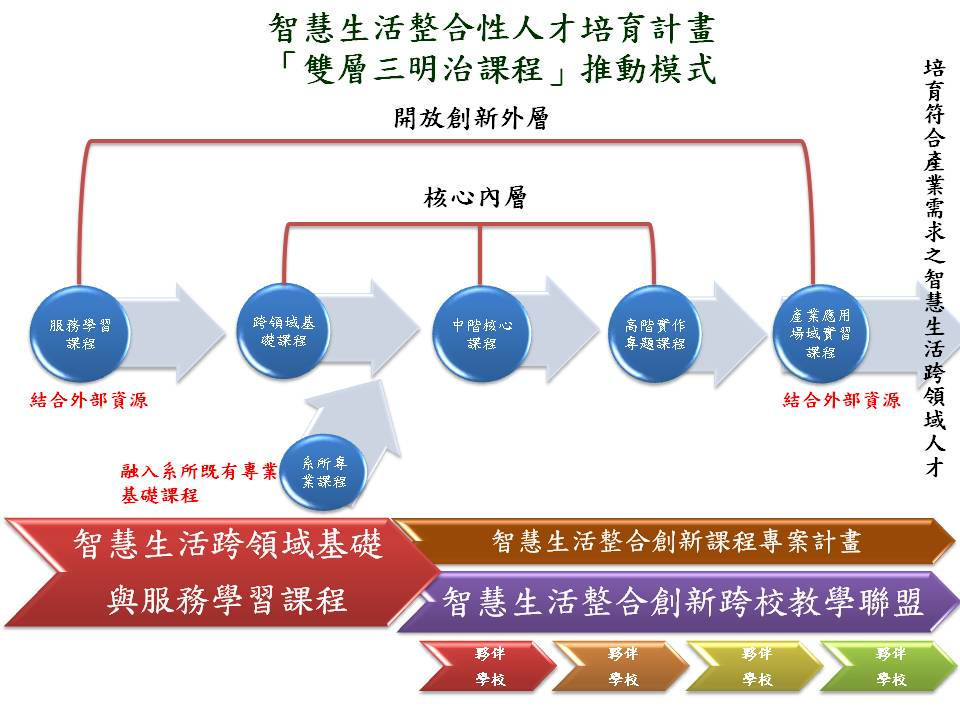 智慧生活整合性人才培育計畫
「雙層三明治課程」推動模式
開放創新外層
核心內層
服務學習
課程
跨領域基
礎課程
中階核心
課程
高階實作
專題課程
產業應用
場域實習
課程
結合外部資源
結合外部資源
系所專
業課程
融入系所既有專業
基礎課程
培育符合產業需求之智慧生活跨領域人才
智慧生活跨領域基礎
與服務學習課程
智慧生活整合創新課程專案計畫
智慧生活整合創新跨校教學聯盟
夥伴
學校
夥伴
學校
夥伴
學校
夥伴
學校